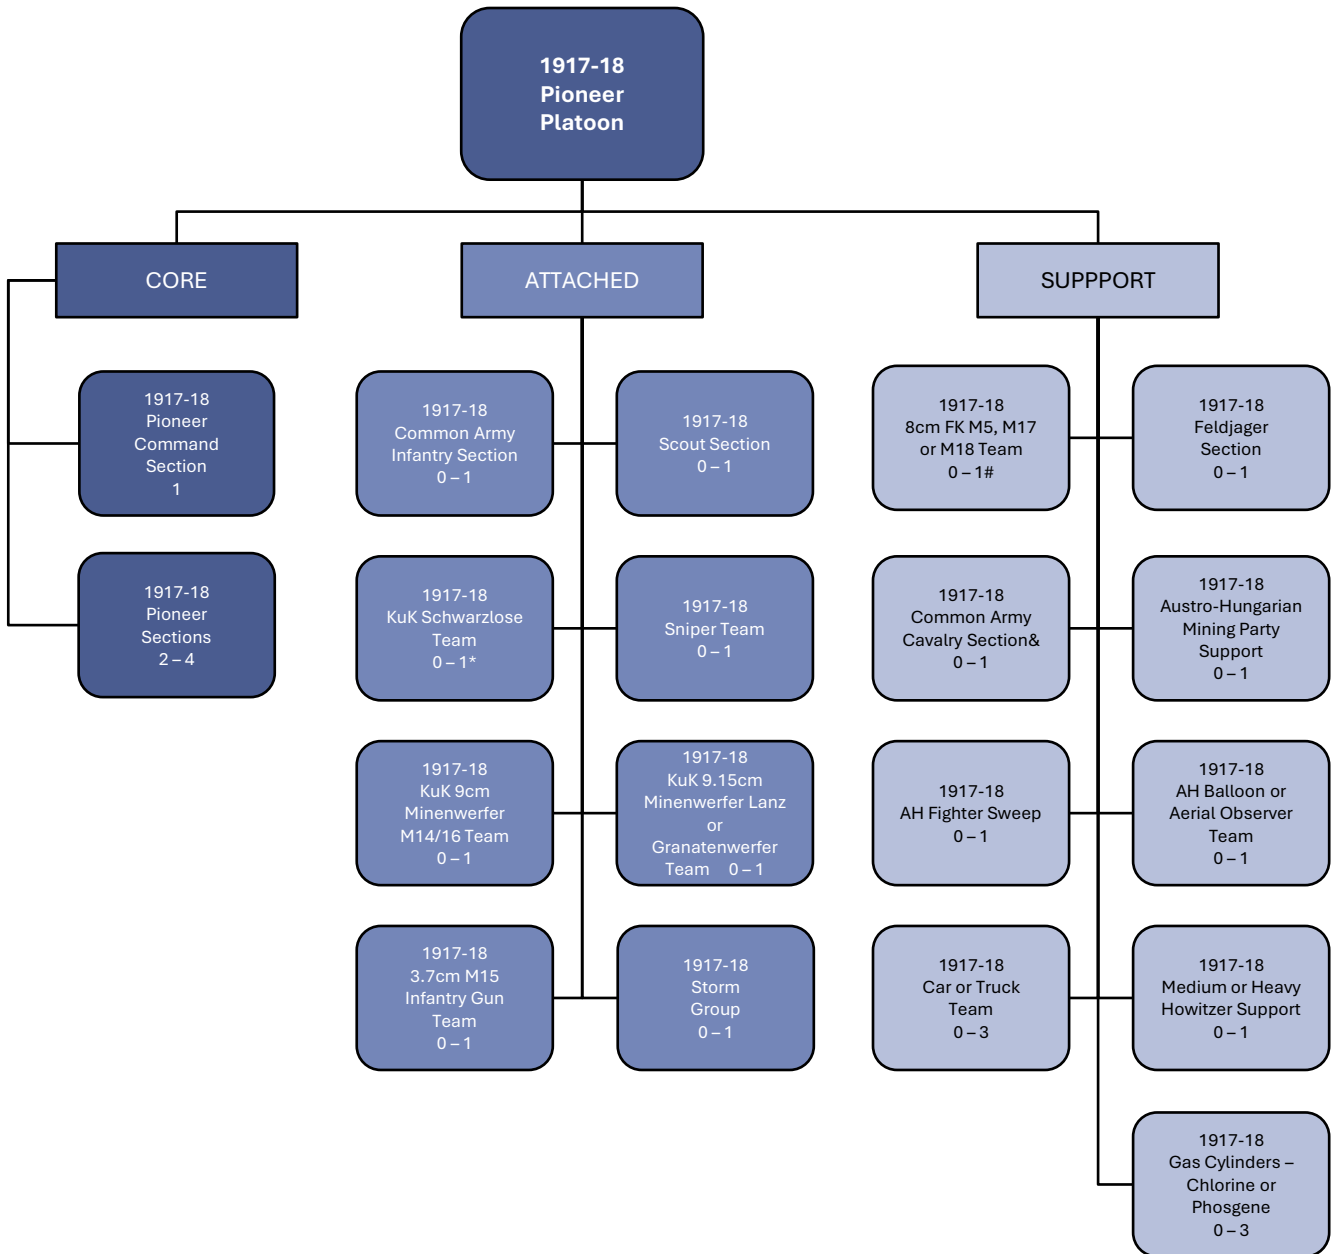 1917-18
Pioneer
Platoon
CORE
1917-18
Pioneer
Command
Section
1
1917-18
Pioneer
Sections
2 – 4
ATTACHED
1917-18
Common Army
Infantry Section
0 – 1
1917-18
Scout Section
0 – 1
1917-18
KuK Schwarzlose
Team
0 – 1*
1917-18
Sniper Team
0 – 1
1917-18
KuK 9cm
Minenwerfer
M14/16 Team
0 – 1
1917-18
KuK 9.15cm
Minenwerfer Lanz
or
Granatenwerfer
Team 0 – 1
1917-18
3.7cm M15
Infantry Gun
Team
0 – 1
1917-18
Storm
Group
0 – 1
SUPPPORT
1917-18
8cm FK M5, M17
or M18 Team
0 – 1#
1917-18
Feldjager
Section
0 – 1
1917-18
Common Army
Cavalry Section&
0 – 1
1917-18
Austro-Hungarian
Mining Party
Support
0 – 1
1917-18
AH Fighter Sweep
0 – 1
1917-18
AH Balloon or
Aerial Observer
Team
0 – 1
1917-18
Car or Truck
Team
0 – 3
1917-18
Medium or Heavy
Howitzer Support
0 – 1
1917-18
Gas Cylinders –
Chlorine or
Phosgene
0 – 3